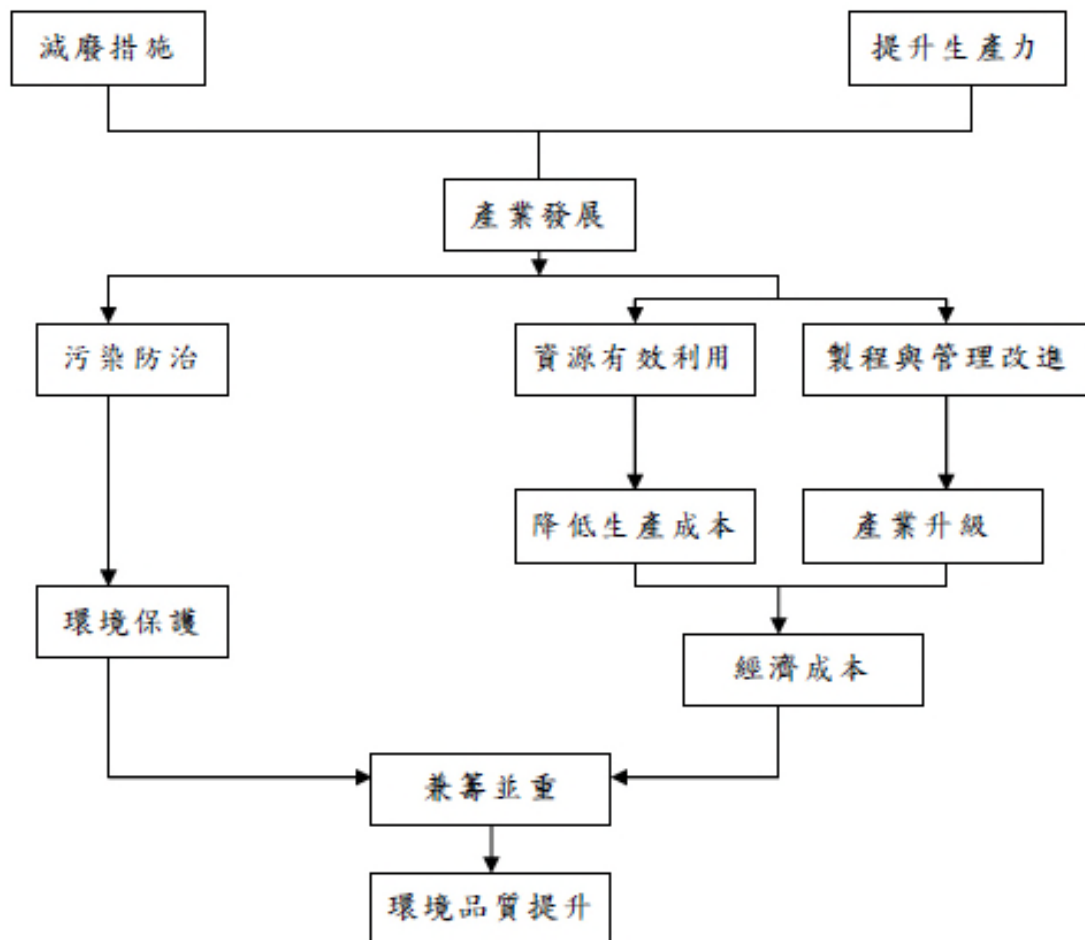 減廢措施
提升生產力
產業發展
污染防治
資源有效利用
製程與管理改進
降低生產成本
產業升級
環境保護
經濟成本
兼籌並重
環境品質提升